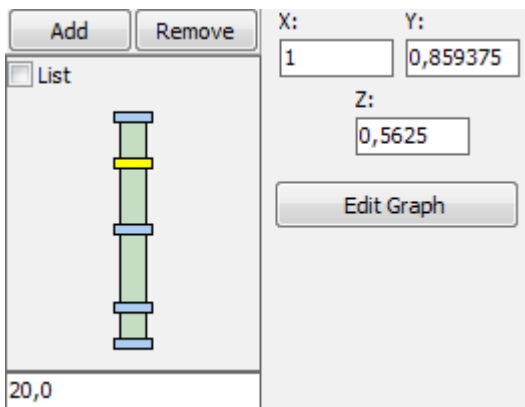 Add
Remove
List
20,0
X:
Y:
1
0,859375
Z:
0,5625
Edit Graph